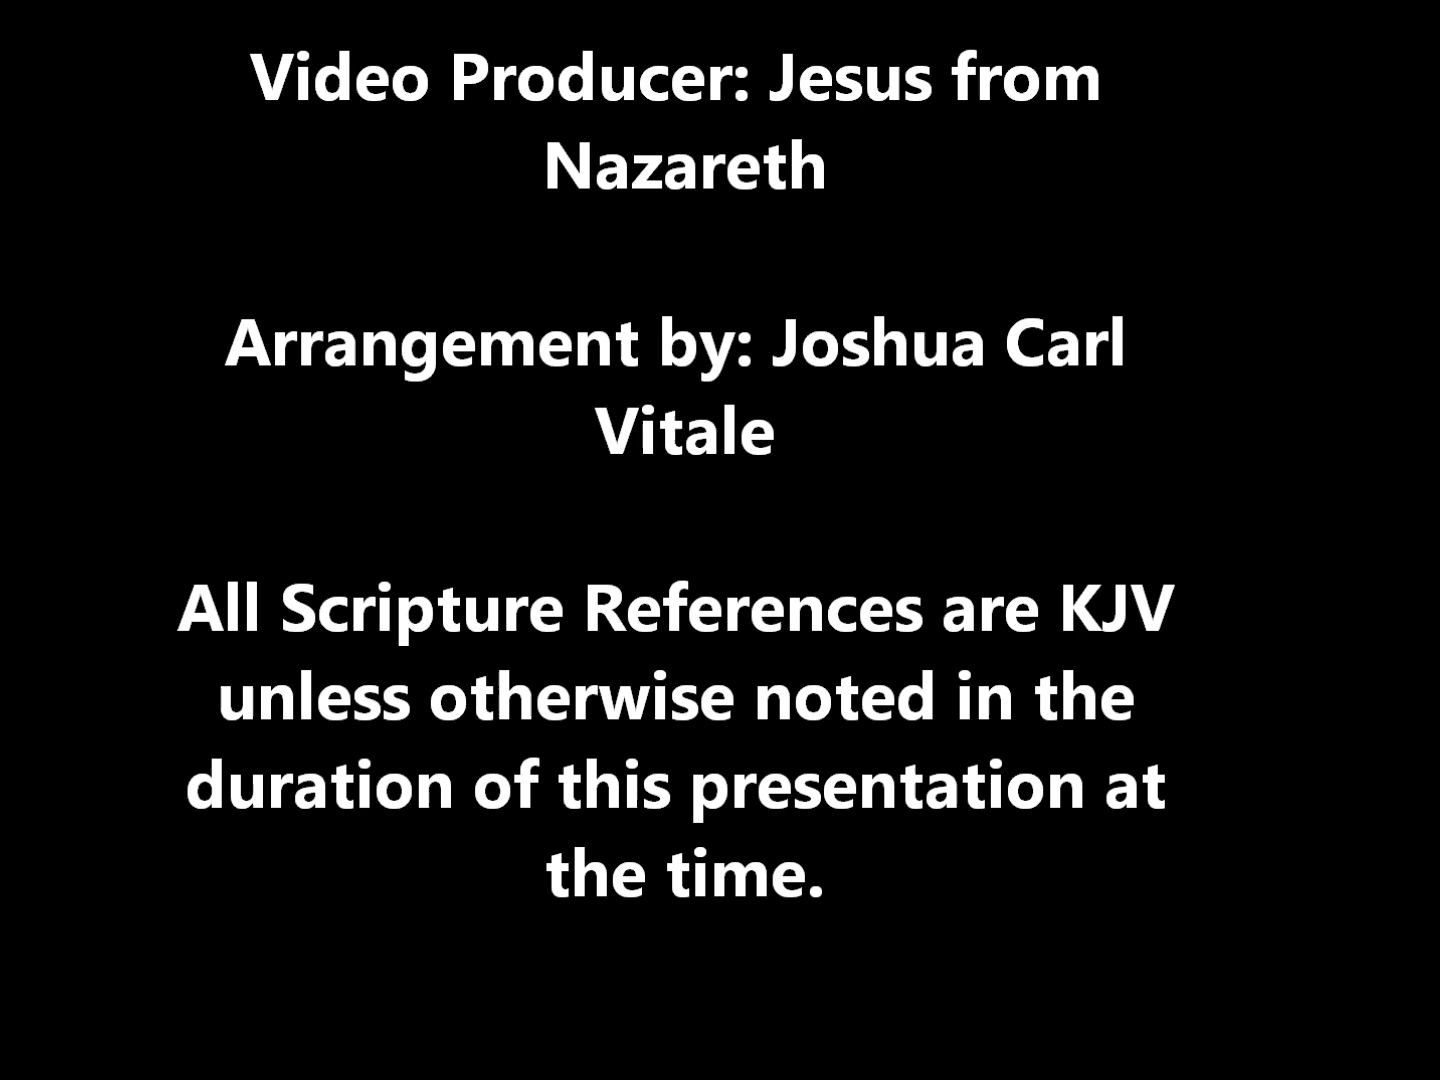 Video Producer: Jesus from
Nazareth
Arrangement by: Joshua Carl
Vitale
All Scripture References are KJV
unless otherwise noted in the
duration of this presentation at
the time.